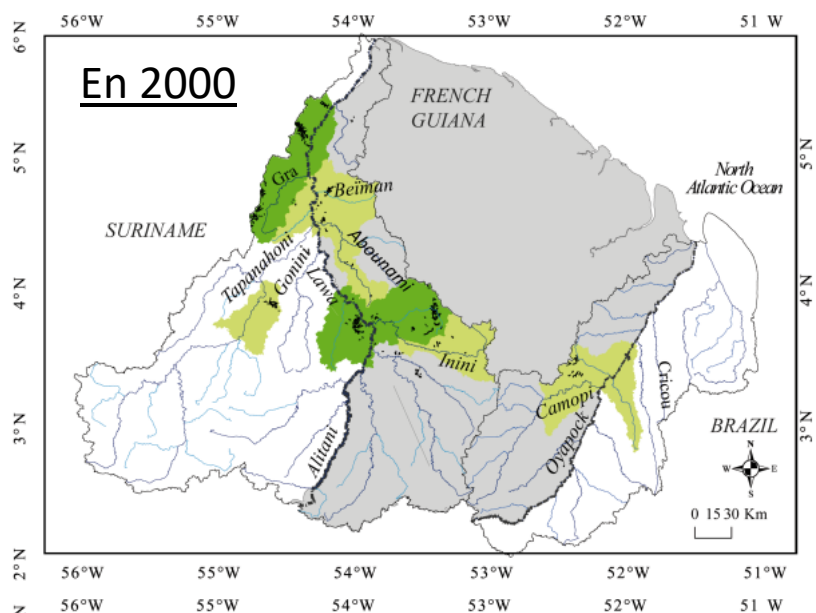 56°W 55°W 54°W 53°W 52°W 51 W
6°N
En 2000
FRENCH
GUIANA
5°N
5°N
North
Atlantic Ocean
Gra
Beïman
SURINAME
Abounami
Tapanahoni
Gonini
Lawa
4°N
4°N
Inini
Camopi
Cricou
3°N
3°N
Alitani
Oyapock
BRAZIL
N
W E
S
0 15 30 Km
2°N
56°W 55°W 54°W 53°W 52°W 51 W
56°W 55°W 54°W 53°W 52°W 51 W